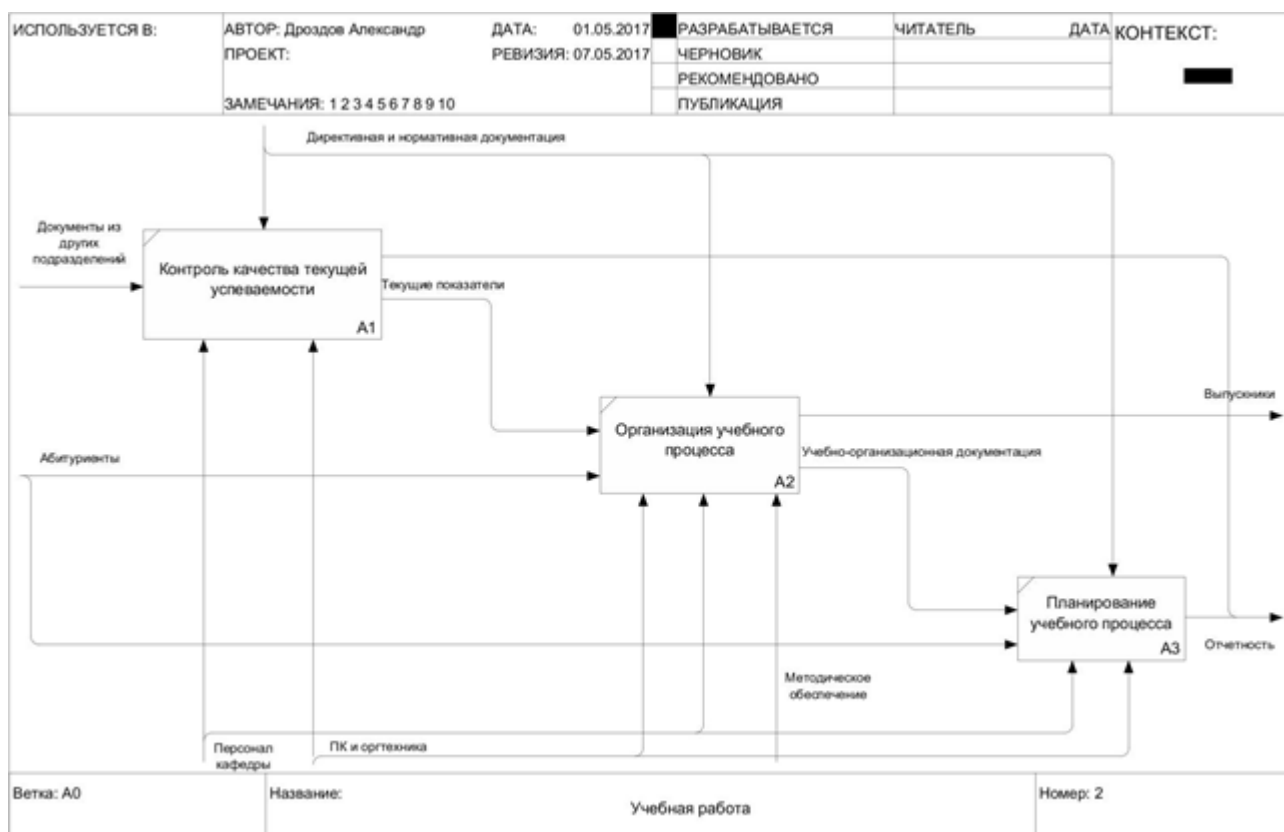 ИСПОЛЬЗУЕТСЯ В:
АВТОР: Дроздов Александр
ДАТА: 01.05.2017
РАЗРАБАТЫВАЕТСЯ
ЧИТАТЕЛЬ
ДАТА
КОНТЕКСТ:
ПРОЕКТ:
РЕВИЗИЯ: 07.05.2017
ЧЕРНОВИК
РЕКОМЕНДОВАНО
ЗАМЕЧАНИЯ: 1 2 3 4 5 6 7 8 9 10
ПУБЛИКАЦИЯ
Директивная и нормативная документация
Документы из
других
подразделений
Контроль качества текущей
успеваемости
A1
Текущие показатели
Выпускники
Организация учебного
процесса
A2
Учебно-организационная документация
Абитуриенты
Планирование
учебного процесса
A3
Отчетность
Методическое
обеспечение
Персонал
кафедры
ПК и оргтехника
Ветка: A0
Название:
Учебная работа
Номер: 2